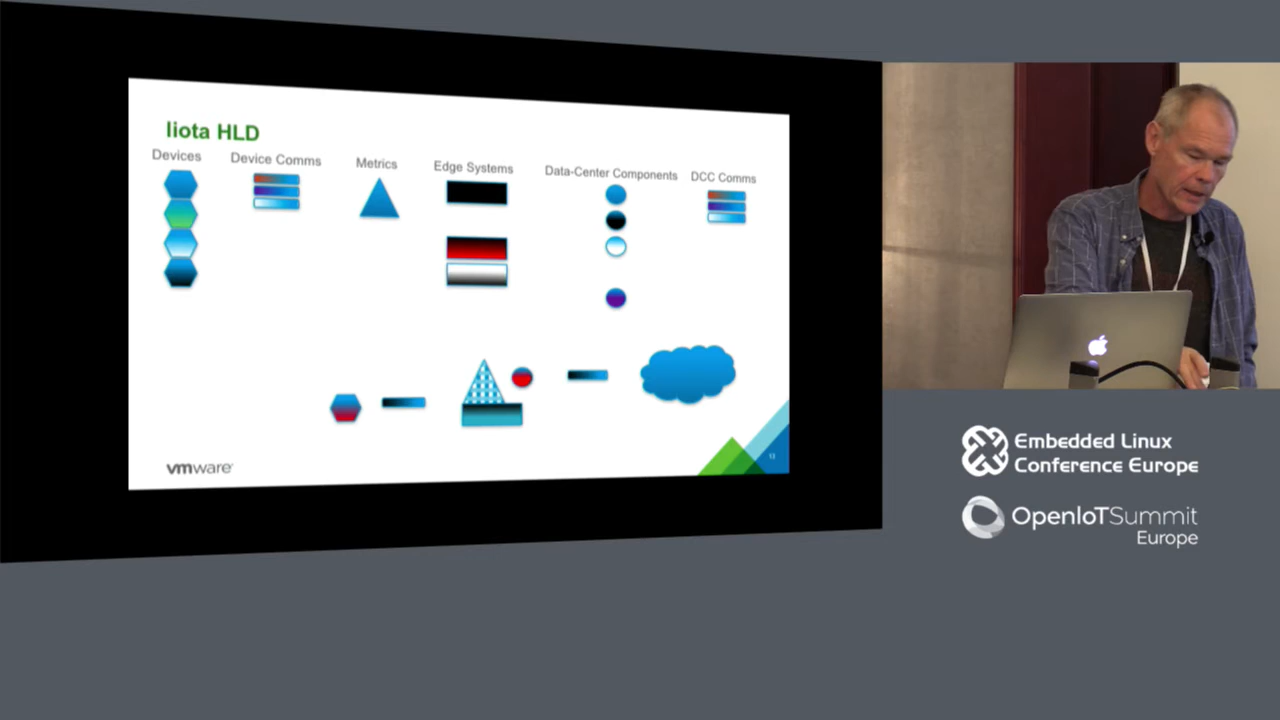 liota HLD
Devices
Device Comms
Metrics
Edge Systems
Data-Center Components
DCC Comms
vmware
13
Embedded Linux
Conference Europe
OpenIoTSummit
Europe